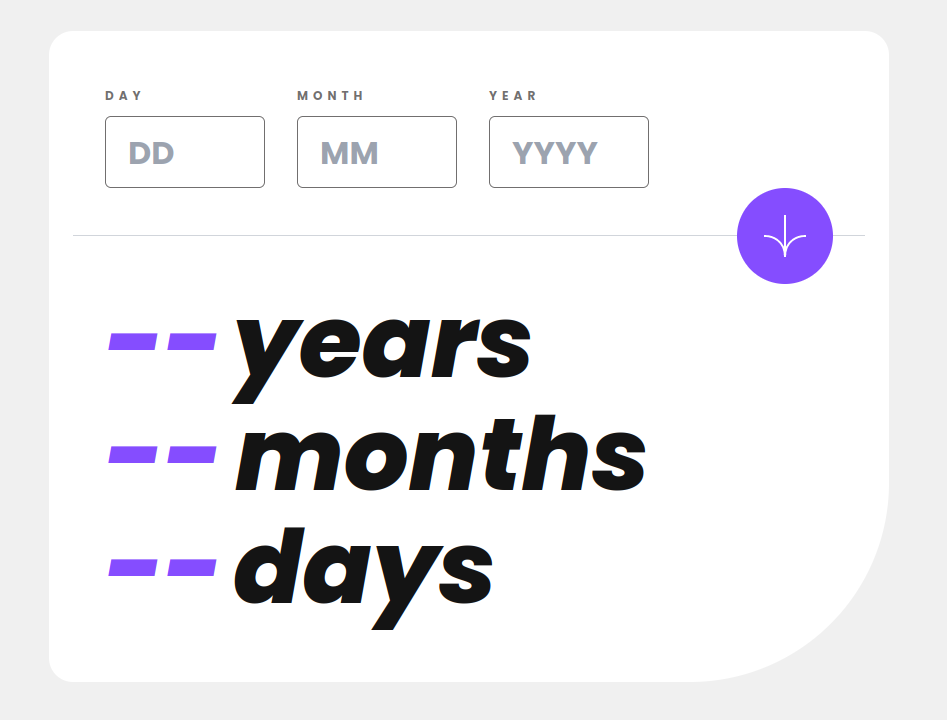 DAY MONTH YEAR
DD MM YYYY
-- years
-- months
-- days